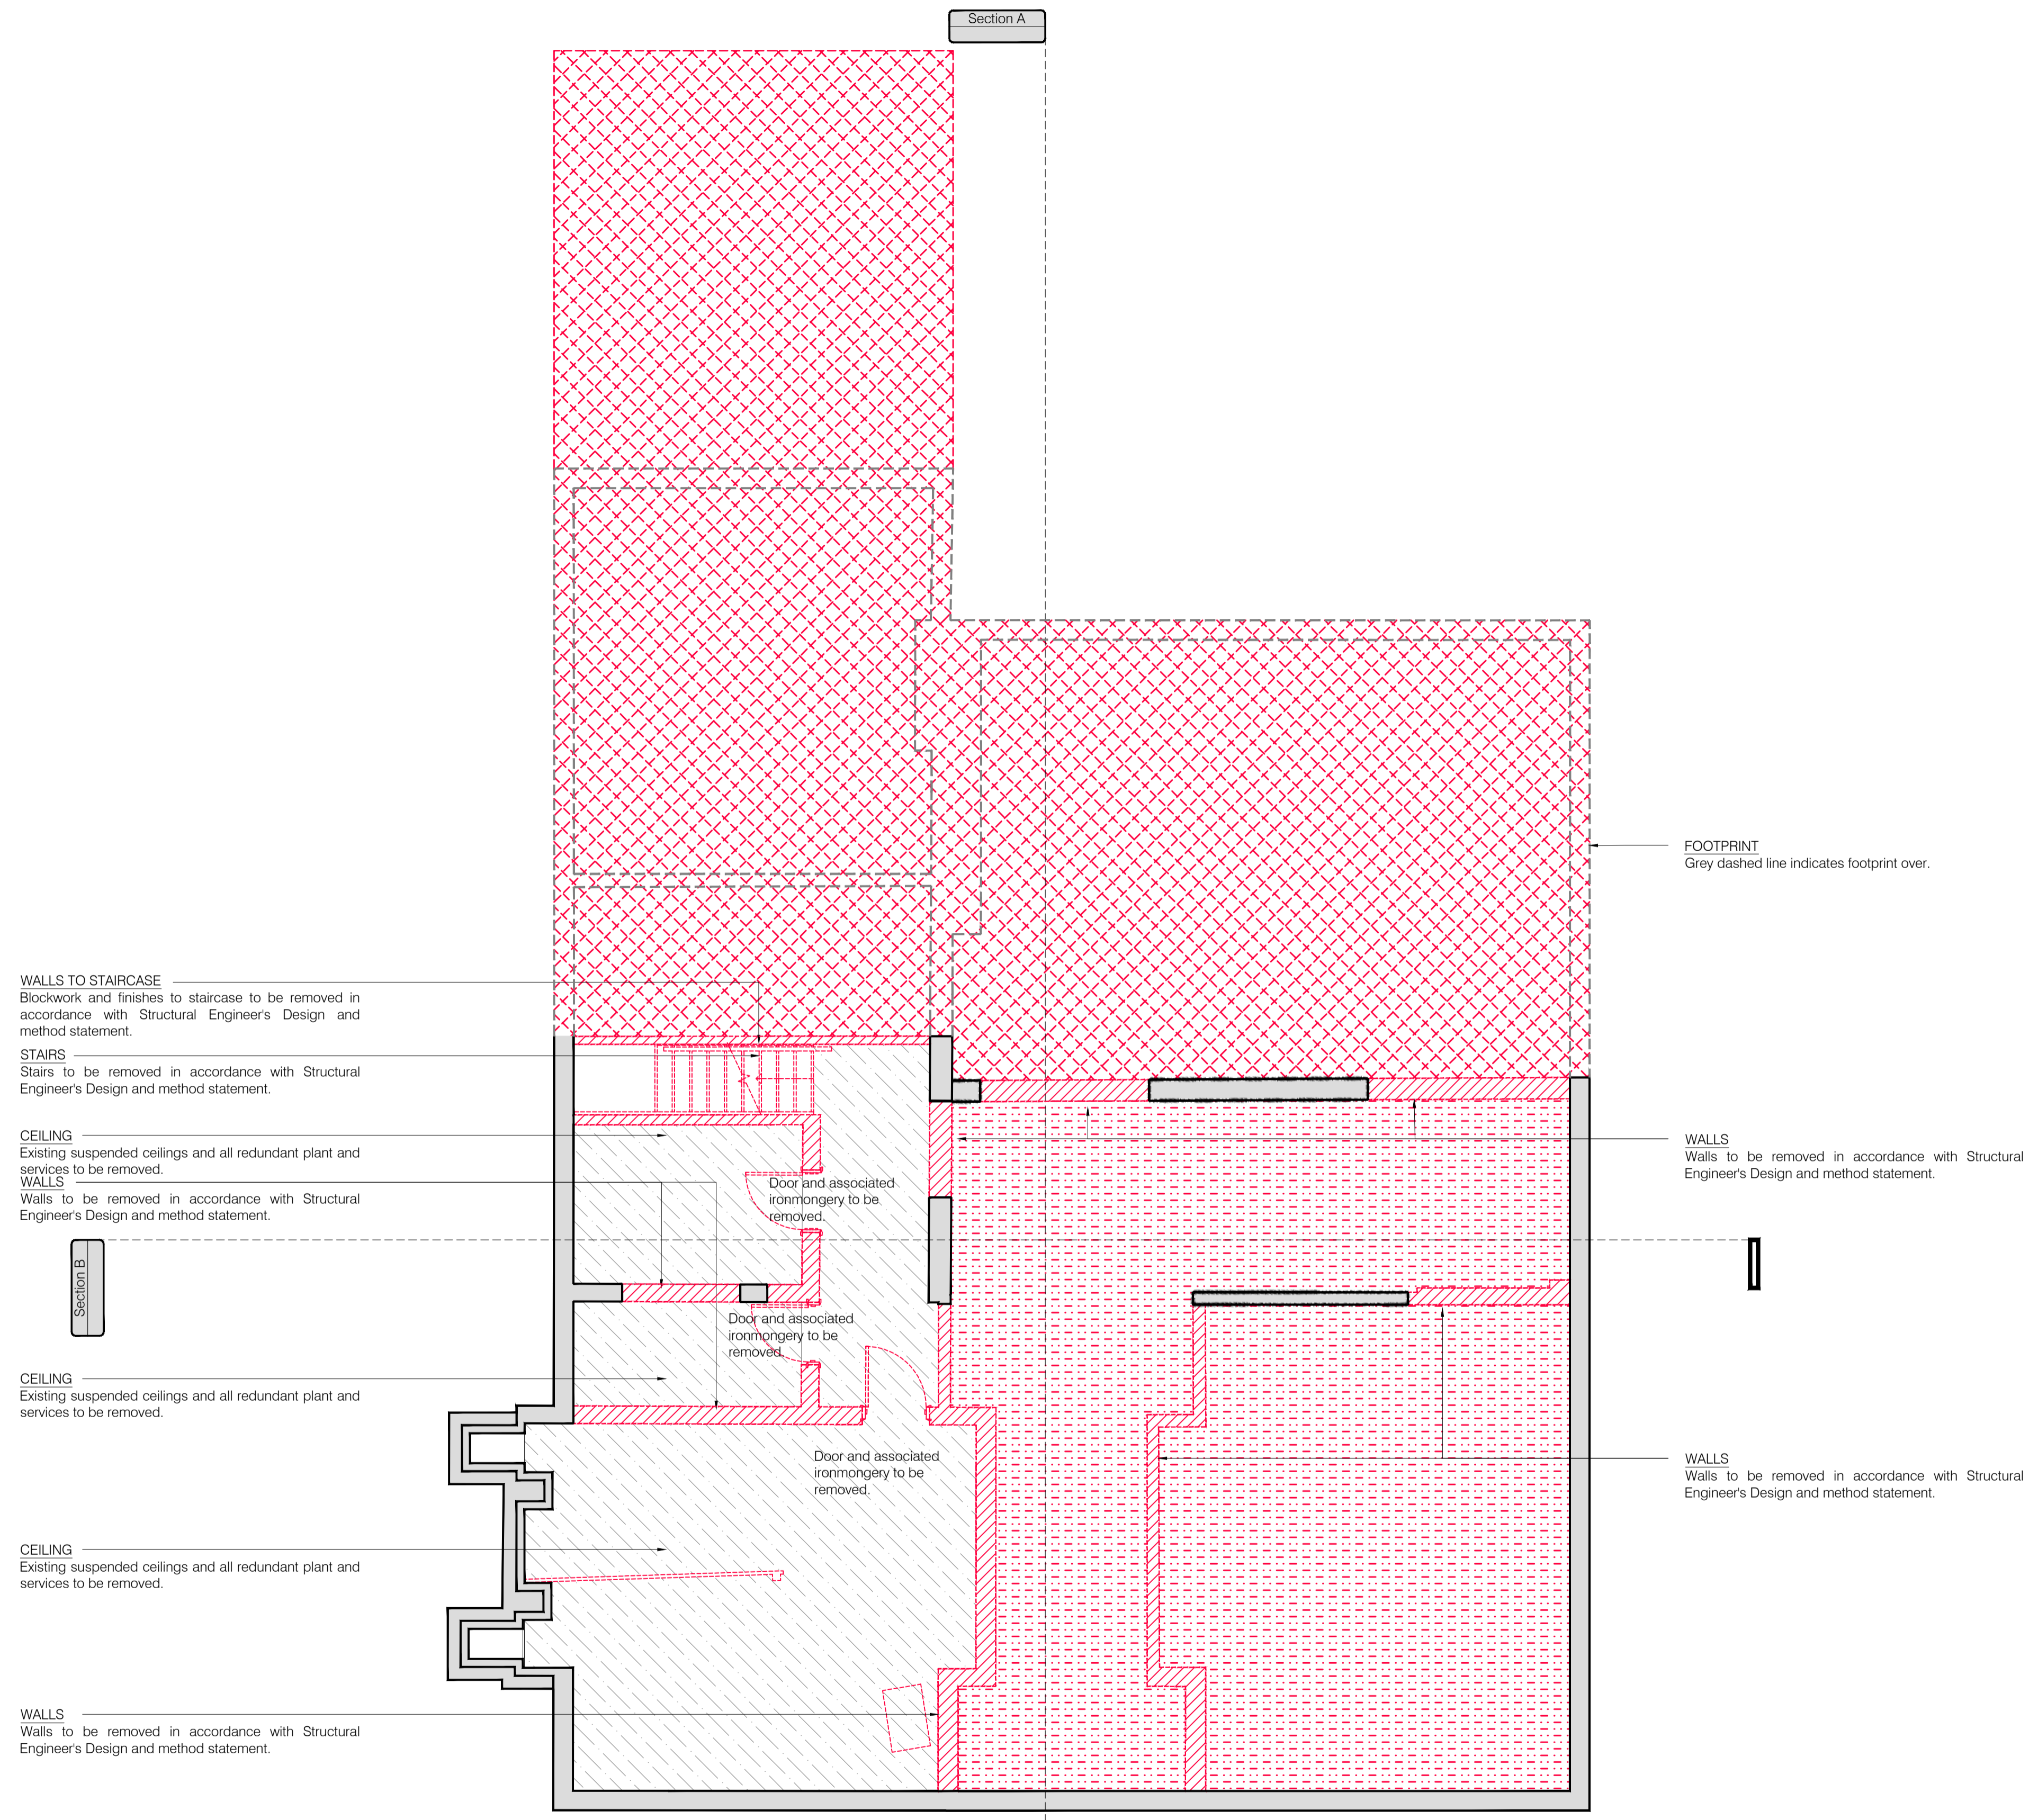 Section A
FOOTPRINT
Grey dashed line indicates footprint over.
WALLS TO STAIRCASE
Blockwork and finishes to staircase to be removed in
accordance with Structural Engineer's Design and
method statement.
STAIRS
Stairs to be removed in accordance with Structural
Engineer's Design and method statement.
CEILING
Existing suspended ceilings and all redundant plant and
services to be removed.
WALLS
Walls to be removed in accordance with Structural
Engineer's Design and method statement.
WALLS
Walls to be removed in accordance with Structural
Engineer's Design and method statement.
Door and associated
ironmongery to be
removed.
Section B
Door and associated
ironmongery to be
removed.
CEILING
Existing suspended ceilings and all redundant plant and
services to be removed.
Door and associated
ironmongery to be
removed.
WALLS
Walls to be removed in accordance with Structural
Engineer's Design and method statement.
CEILING
Existing suspended ceilings and all redundant plant and
services to be removed.
WALLS
Walls to be removed in accordance with Structural
Engineer's Design and method statement.